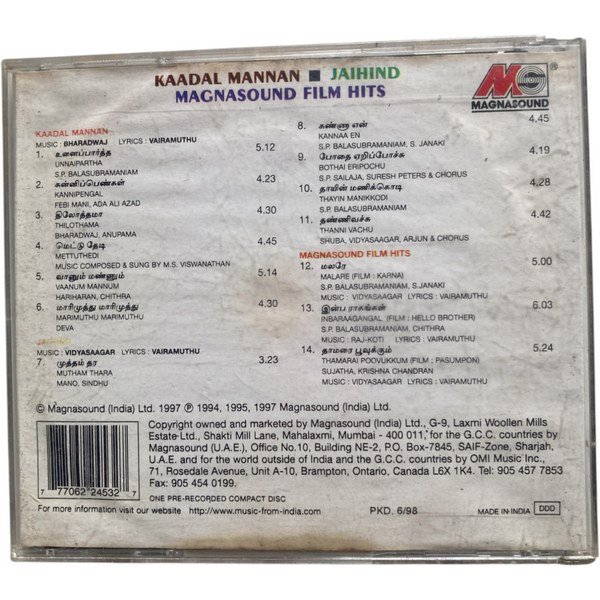 KAADAL MANNAN ■ JAIHIND
MAGNASOUND FILM HITS
MAGNASOUND ®
KAADAL MANNAN
MUSIC : BHARADWAJ LYRICS : VAIRAMUTHU
1. உனைப்பார்த்த 5.12
UNNAIPARTHA
S.P. BALASUBRAMANIAM
2. கன்னிப்பெண்கள் 4.23
KANNIPENGAL
FEBI MANI, ADA ALI AZAD
3. திலோத்தமா 4.30
THILOTHAMA
BHARADWAJ, ANUPAMA
4. மெட்டு தேடி 4.45
METTUTHEDI
MUSIC COMPOSED & SUNG BY M.S. VISWANATHAN
5. வானும் மண்ணும் 5.14
VAANUM MANNUM
HARIHARAN, CHITHRA
6. மாரிமுத்து மாரிமுத்து 4.30
MARIMUTHU MARIMUTHU
DEVA
JAIHIND
MUSIC : VIDYASAAGAR LYRICS : VAIRAMUTHU
7. முத்தம் தர 3.23
MUTHAM THARA
MANO, SINDHU
8. கண்ணா என் 4.45
KANNAA EN
S.P. BALASUBRAMANIAM, S. JANAKI
9. போதை ஏறிப்போச்சு 4.19
BOTHAI ERIPOCHU
S.P. SAILAJA, SURESH PETERS & CHORUS
10. தாயின் மணிக்கொடி 4.28
THAYIN MANIKKODI
S.P. BALASUBRAMANIAM
11. தண்ணிவச்சு 4.42
THANNI VACHU
SHUBA, VIDYASAAGAR, ARJUN & CHORUS
MAGNASOUND FILM HITS
12. மலரே 5.00
MALARE (FILM : KARNA)
S.P. BALASUBRAMANIAM, S.JANAKI
MUSIC : VIDYASAAGAR LYRICS : VAIRAMUTHU
13. இன்ப ராகங்கள் 6.03
INBARAAGANGAL (FILM : HELLO BROTHER)
S.P. BALASUBRAMANIAM, CHITHRA
MUSIC : RAJ-KOTI LYRICS : VAIRAMUTHU
14. தாமரை பூவுக்கும் 5.24
THAMARAI POOVUKKUM (FILM : PASUMPON)
SUJATHA, KRISHNA CHANDRAN
MUSIC : VIDYASAAGAR LYRICS : VAIRAMUTHU
© Magnasound (India) Ltd. 1997 ℗ 1994, 1995, 1997 Magnasound (India) Ltd.
Copyright owned and marketed by Magnasound (India) Ltd., G-9, Laxmi Woollen Mills
Estate Ltd., Shakti Mill Lane, Mahalaxmi, Mumbai - 400 011, for the G.C.C. countries by
Magnasound (U.A.E.), Office No.10, Building NE-2, P.O. Box-7845, SAIF-Zone, Sharjah,
U.A.E. and for the world outside of India and the G.C.C. countries by OMI Music Inc.,
71, Rosedale Avenue, Unit A-10, Brampton, Ontario, Canada L6X 1K4. Tel: 905 457 7853
Fax: 905 454 0199.
7 77062 24532 7
ONE PRE-RECORDED COMPACT DISC
For more information visit our website http://www.music-from-india.com PKD. 6/98 MADE IN INDIA DDD